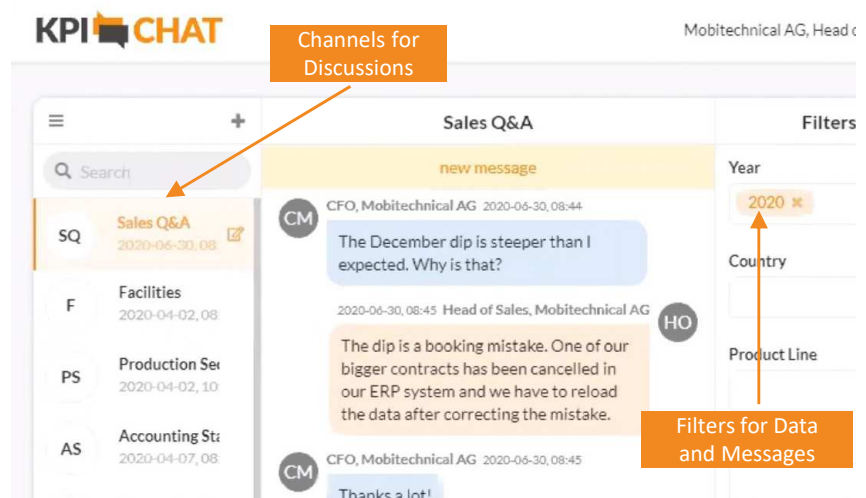 KPI CHAT
Channels for
Discussions
Mobitechnical AG, Head
Sales Q&A
Filters
Search
new message
Year
2020
SQ
Sales Q&A
2020-06-30, 08
CM
CFO, Mobitechnical AG 2020-06-30, 08:44
The December dip is steeper than I
expected. Why is that?
Country
F
Facilities
2020-04-02, 08
2020-06-30, 08:45 Head of Sales, Mobitechnical AG
HO
The dip is a booking mistake. One of our
bigger contracts has been cancelled in
our ERP system and we have to reload
the data after correcting the mistake.
Product Line
PS
Production Sec
2020-04-02, 10
Filters for Data
and Messages
AS
Accounting Sta
2020-04-07, 08
CM
CFO, Mobitechnical AG 2020-06-30, 08:45
Thanks a lot!